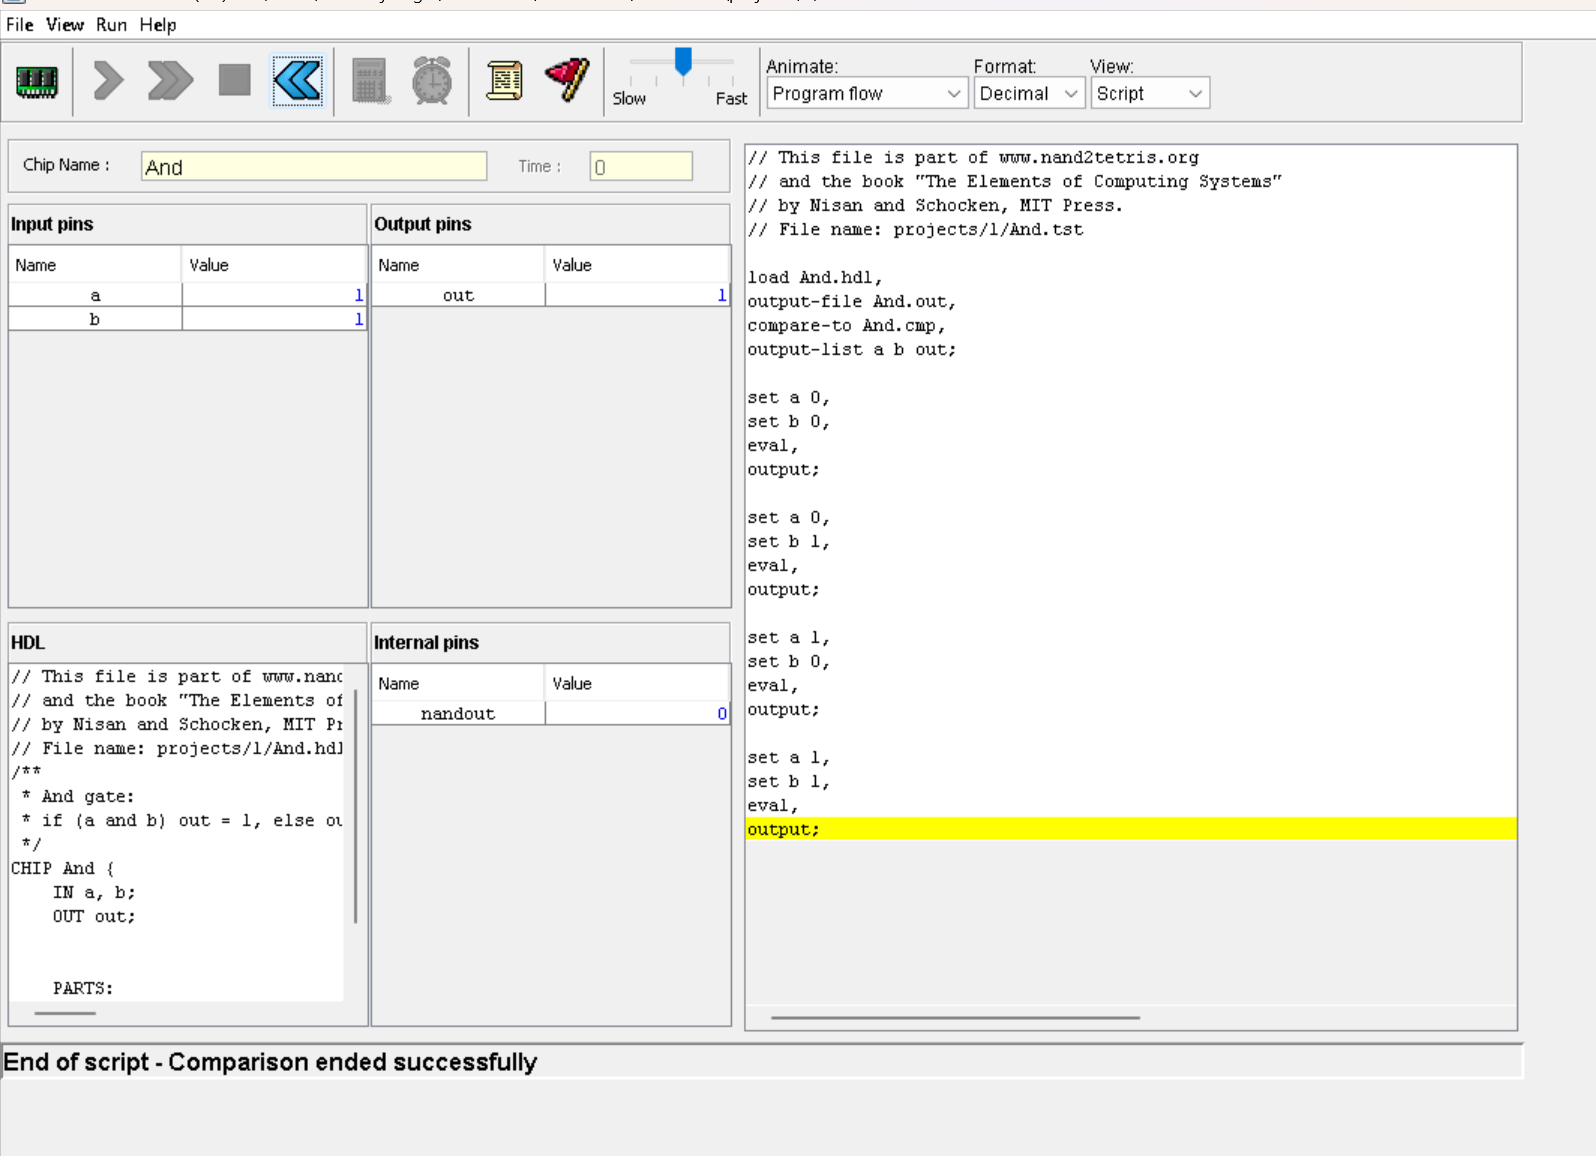 File View Run Help
Slow Fast
Animate:
Program flow
Format:
Decimal
View:
Script
Chip Name : And Time : 0
Input pins
Name Value
a 1
b 1
Output pins
Name Value
out 1
HDL
// This file is part of www.nand
// and the book "The Elements of
// by Nisan and Schocken, MIT Pr
// File name: projects/1/And.hdl
/**
* And gate:
* if (a and b) out = 1, else ou
*/
CHIP And {
IN a, b;
OUT out;
PARTS:
Internal pins
Name Value
nandout 0
// This file is part of www.nand2tetris.org
// and the book "The Elements of Computing Systems"
// by Nisan and Schocken, MIT Press.
// File name: projects/1/And.tst
load And.hdl,
output-file And.out,
compare-to And.cmp,
output-list a b out;
set a 0,
set b 0,
eval,
output;
set a 0,
set b 1,
eval,
output;
set a 1,
set b 0,
eval,
output;
set a 1,
set b 1,
eval,
output;
End of script - Comparison ended successfully